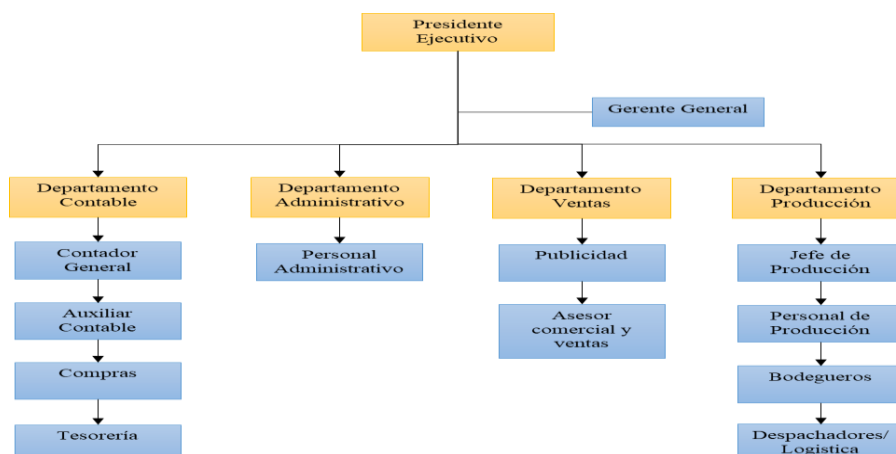 Presidente
Ejecutivo
Gerente General
Departamento
Contable
Departamento
Administrativo
Departamento
Ventas
Departamento
Producción
Contador
General
Personal
Administrativo
Publicidad
Jefe de
Producción
Auxiliar
Contable
Asesor
comercial y
ventas
Personal de
Producción
Compras
Bodegueros
Tesorería
Despachadores/
Logistica